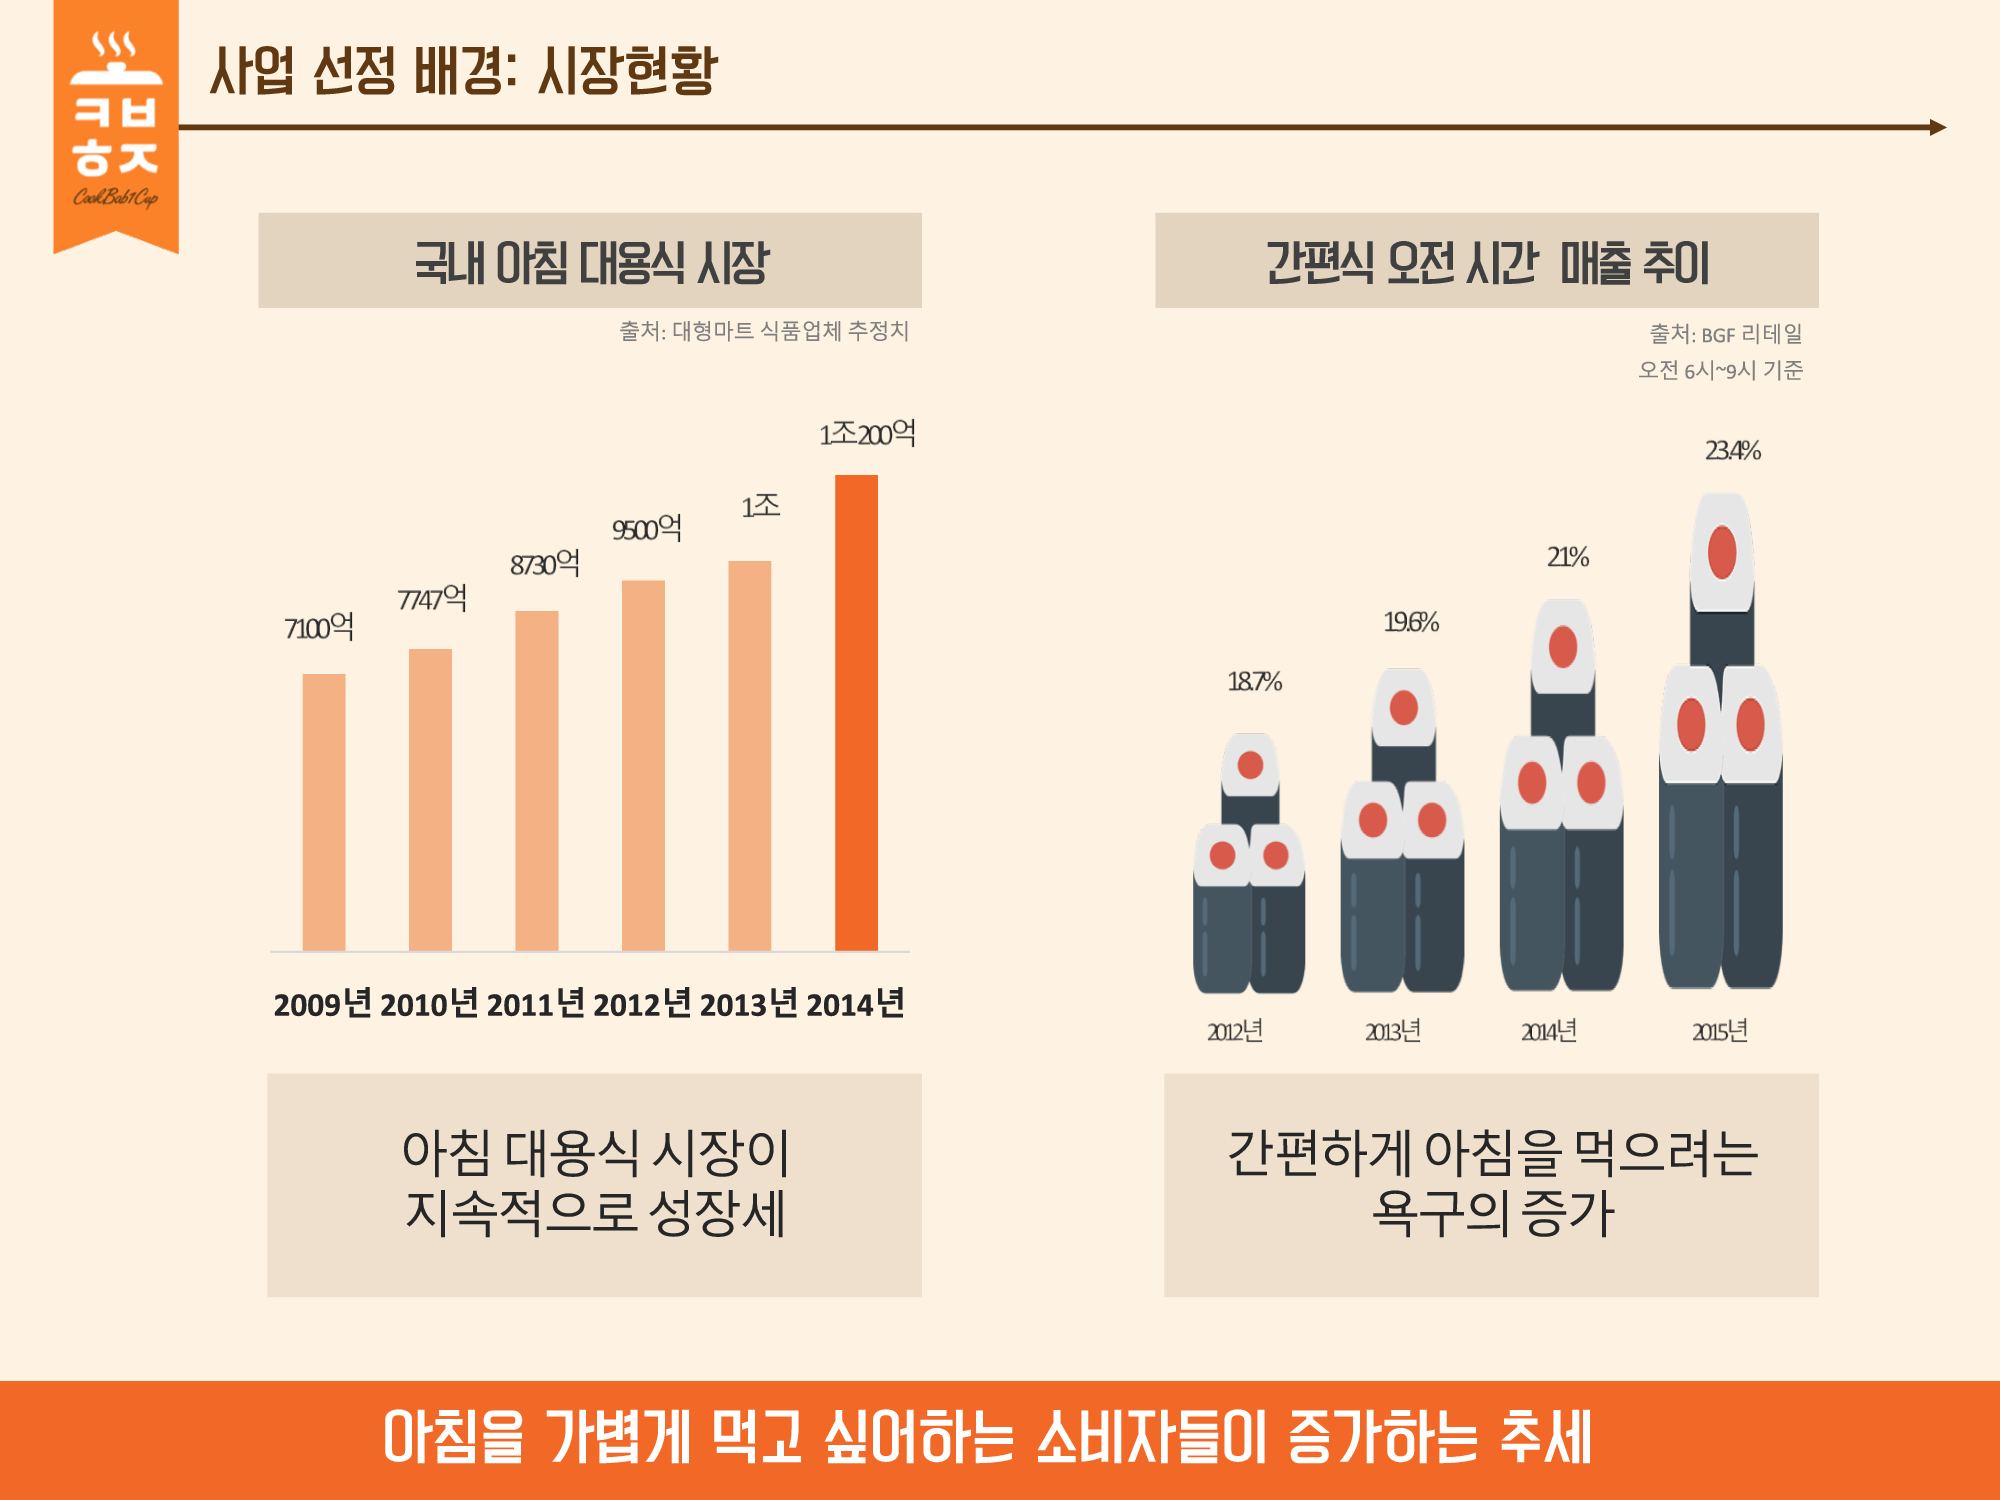 사업 선정 배경: 시장현황
ㅋㅂ
ㅎㅈ
CookBab1Cup
국내 아침 대용식 시장
출처: 대형마트 식품업체 추정치
7100억
7747억
8730억
9500억
1조
1조200억
2009년 2010년 2011년 2012년 2013년 2014년
아침 대용식 시장이
지속적으로 성장세
간편식 오전 시간 매출 추이
출처: BGF 리테일
오전 6시~9시 기준
18.7%
19.6%
21%
23.4%
2012년 2013년 2014년 2015년
간편하게 아침을 먹으려는
욕구의 증가
아침을 가볍게 먹고 싶어하는 소비자들이 증가하는 추세